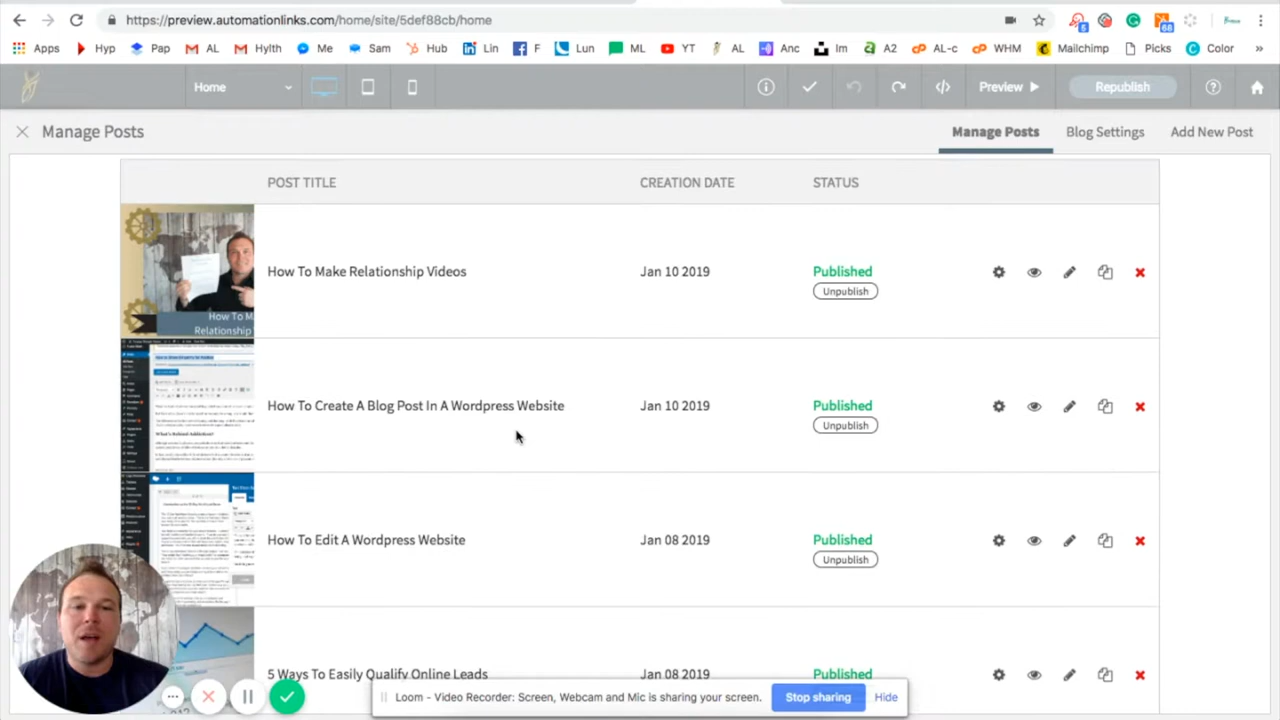 https://preview.automationlinks.com/home/site/5def88cb/home
5
68
Apps Hyp Pap AL Hylth Me Sam Hub Lin F Lun ML YT AL Anc Im A2 AL-c WHM Mailchimp Picks Color »
Home Preview Republish
Manage Posts Manage Posts Blog Settings Add New Post
POST TITLE CREATION DATE STATUS
How To Make Relationship Videos Jan 10 2019 Published
Unpublish
How To M
Relationship
How To Create A Blog Post In A Wordpress Website Jan 10 2019 Published
Unpublish
How To Edit A Wordpress Website Jan 08 2019 Published
Unpublish
5 Ways To Easily Qualify Online Leads Jan 08 2019 Published
Loom - Video Recorder: Screen, Webcam and Mic is sharing your screen. Stop sharing Hide